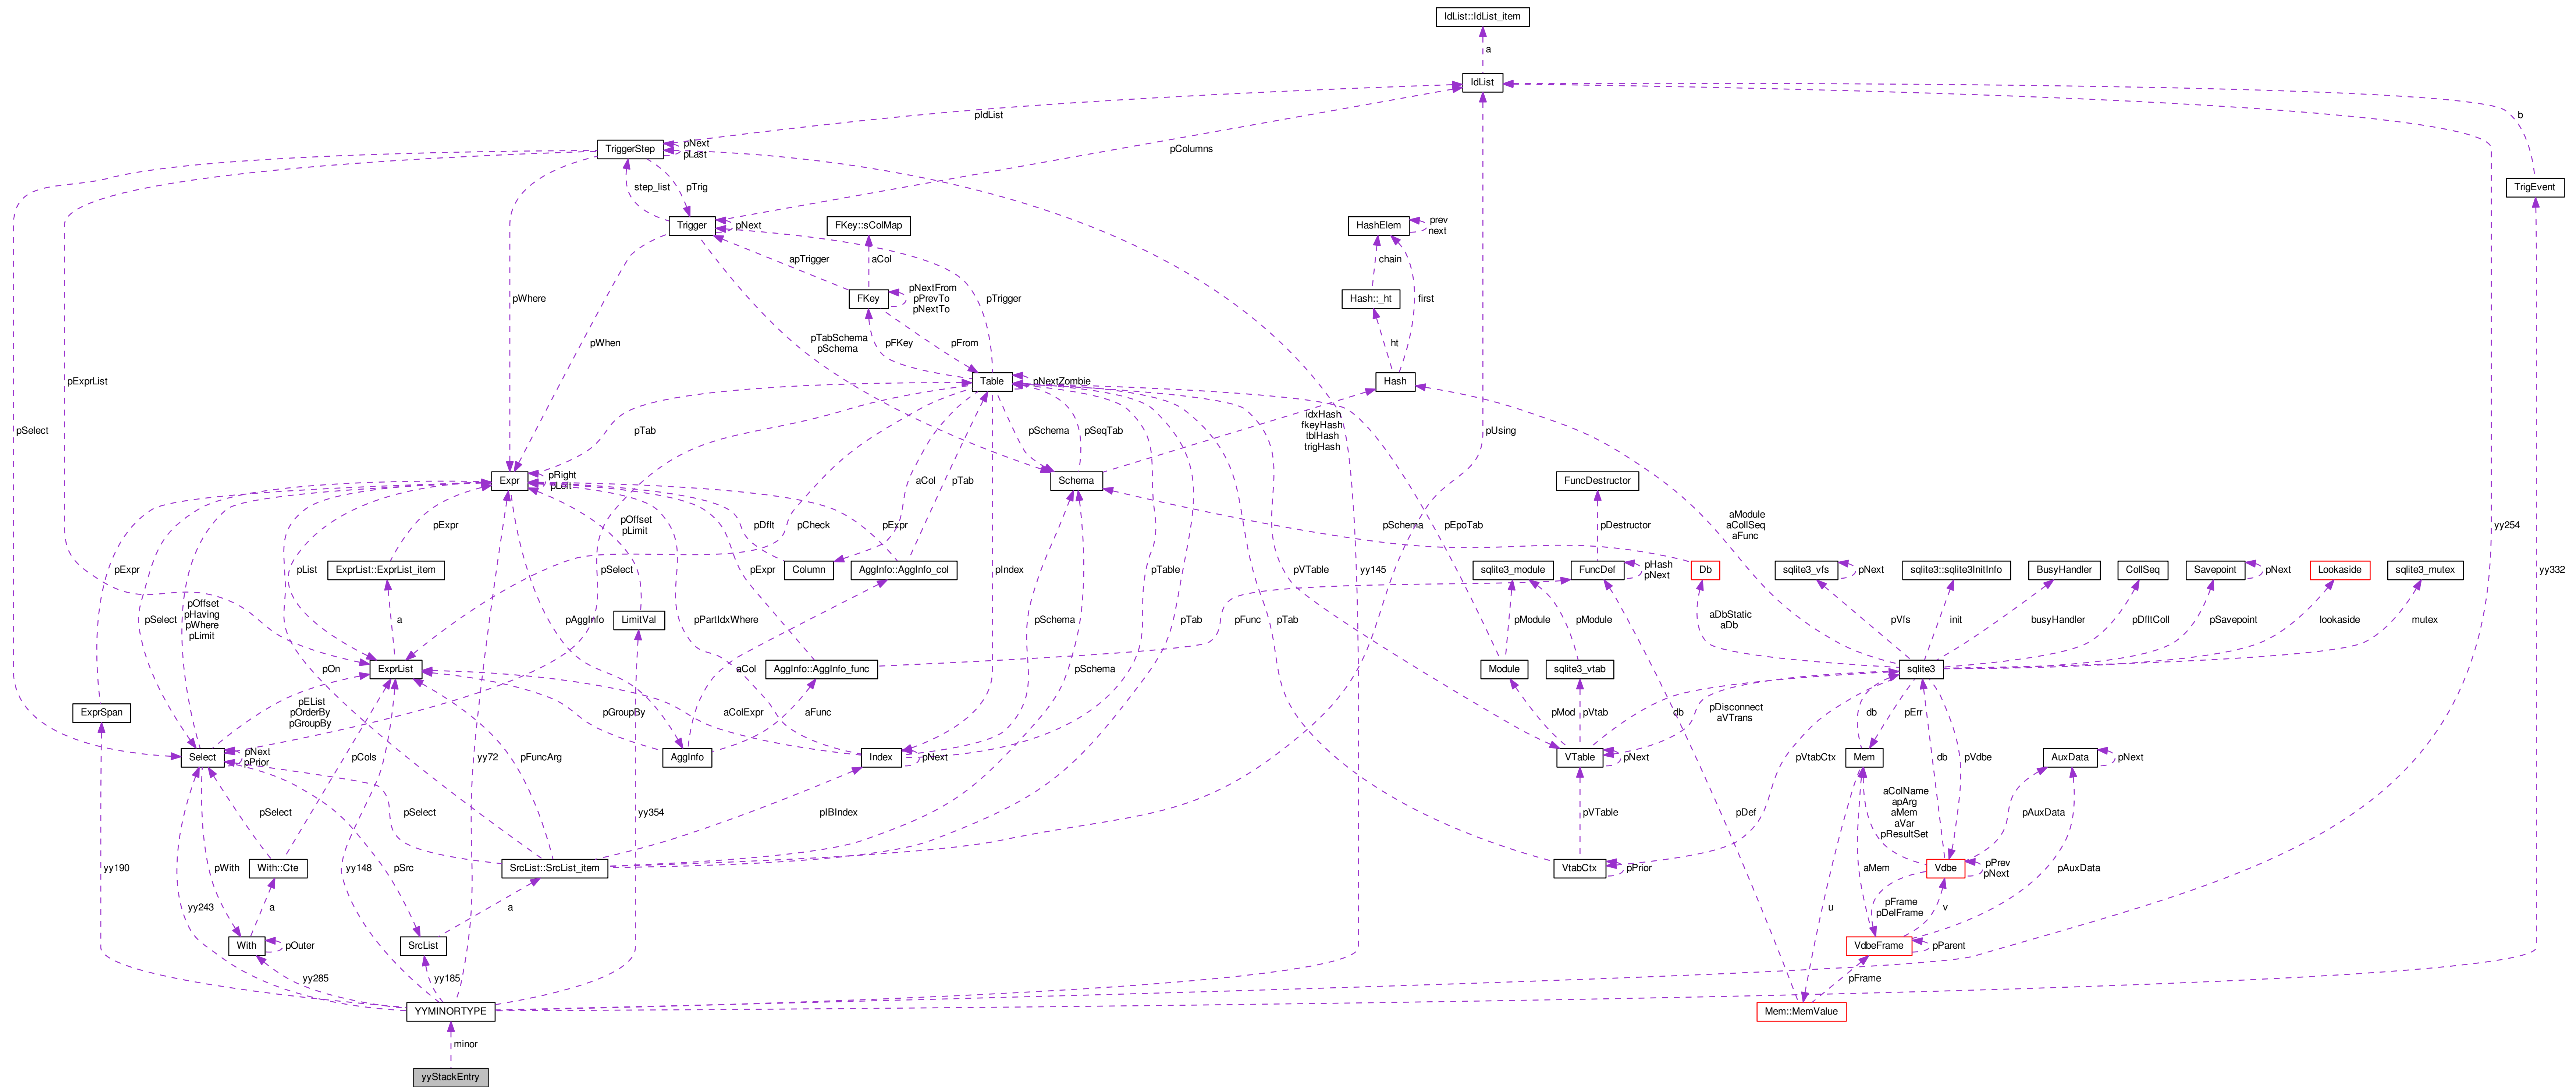 IdList::IdList_item
a
IdList
pIdList
b
TriggerStep
pNext
pLast
pColumns
step_list
pTrig
TrigEvent
Trigger
pNext
FKey::sColMap
HashElem
prev
next
pWhere
apTrigger
aCol
chain
FKey
pNextFrom
pPrevTo
pNextTo
pTrigger
Hash::_ht
first
pWhen
pTabSchema
pSchema
pFKey
pFrom
ht
pExprList
Table
pNextZombie
Hash
pSelect
pTab
pSchema
pSeqTab
idxHash
fkeyHash
tblHash
trigHash
pUsing
Expr
pRight
pLeft
aCol
pTab
Schema
FuncDestructor
pExpr
pOffset
pLimit
pCheck
pDflt
pExpr
pSchema
pEpoTab
pDestructor
aModule
aCollSeq
aFunc
yy254
pExpr
pList
ExprList::ExprList_item
pSelect
pExpr
Column
AggInfo::AggInfo_col
pIndex
pTable
yy145
pVTable
sqlite3_module
FuncDef
pHash
pNext
Db
sqlite3_vfs
pNext
sqlite3::sqlite3InitInfo
BusyHandler
CollSeq
Savepoint
pNext
Lookaside
sqlite3_mutex
yy332
pSelect
pOffset
pHaving
pWhere
pLimit
a
pAggInfo
LimitVal
pPartIdxWhere
pSchema
pTab
pFunc
pTab
pModule
pModule
aDbStatic
aDb
pVfs
init
busyHandler
pDfltColl
pSavepoint
lookaside
mutex
ExprList
pOn
aCol
AggInfo::AggInfo_func
pSchema
Module
sqlite3_vtab
sqlite3
ExprSpan
pEList
pOrderBy
pGroupBy
pGroupBy
aFunc
aColExpr
pMod
pVtab
db
pDisconnect
aVTrans
db
pErr
Select
pNext
pPrior
pCols
yy72
pFuncArg
AggInfo
Index
pNext
VTable
pNext
pVtabCtx
Mem
db
pVdbe
AuxData
pNext
pSelect
pSelect
yy354
pIBIndex
pVTable
pDef
aColName
apArg
aMem
aVar
pResultSet
pAuxData
yy190
pWith
With::Cte
pSrc
yy148
SrcList::SrcList_item
VtabCtx
pPrior
aMem
Vdbe
pPrev
pNext
pAuxData
yy243
a
a
u
pFrame
pDelFrame
v
With
pOuter
SrcList
VdbeFrame
pParent
yy285
yy185
pFrame
YYMINORTYPE
Mem::MemValue
minor
yyStackEntry